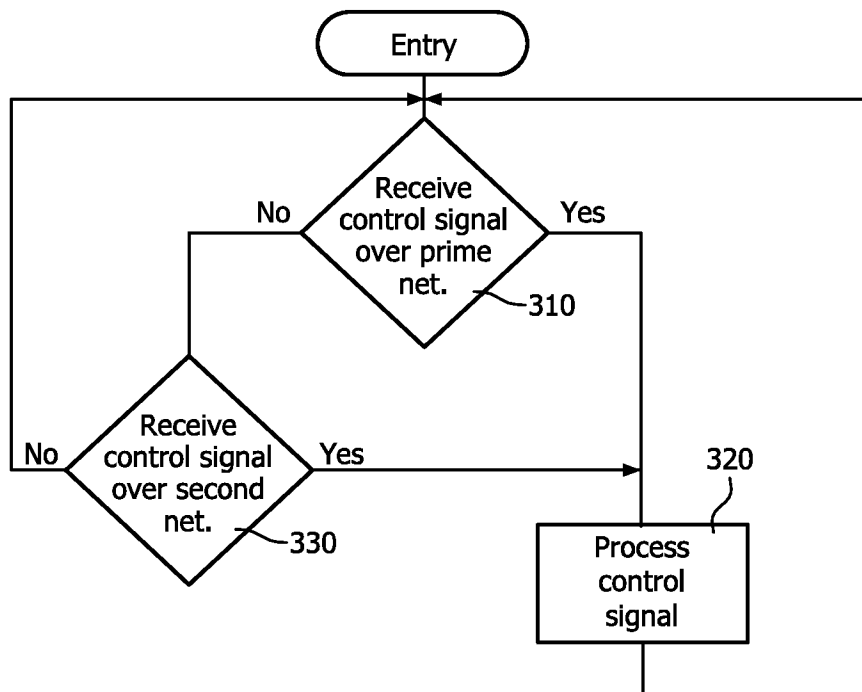 Entry
Receive
control signal
over prime
net.
No
Yes
310
Receive
control signal
over second
net.
No
Yes
330
320
Process
control
signal